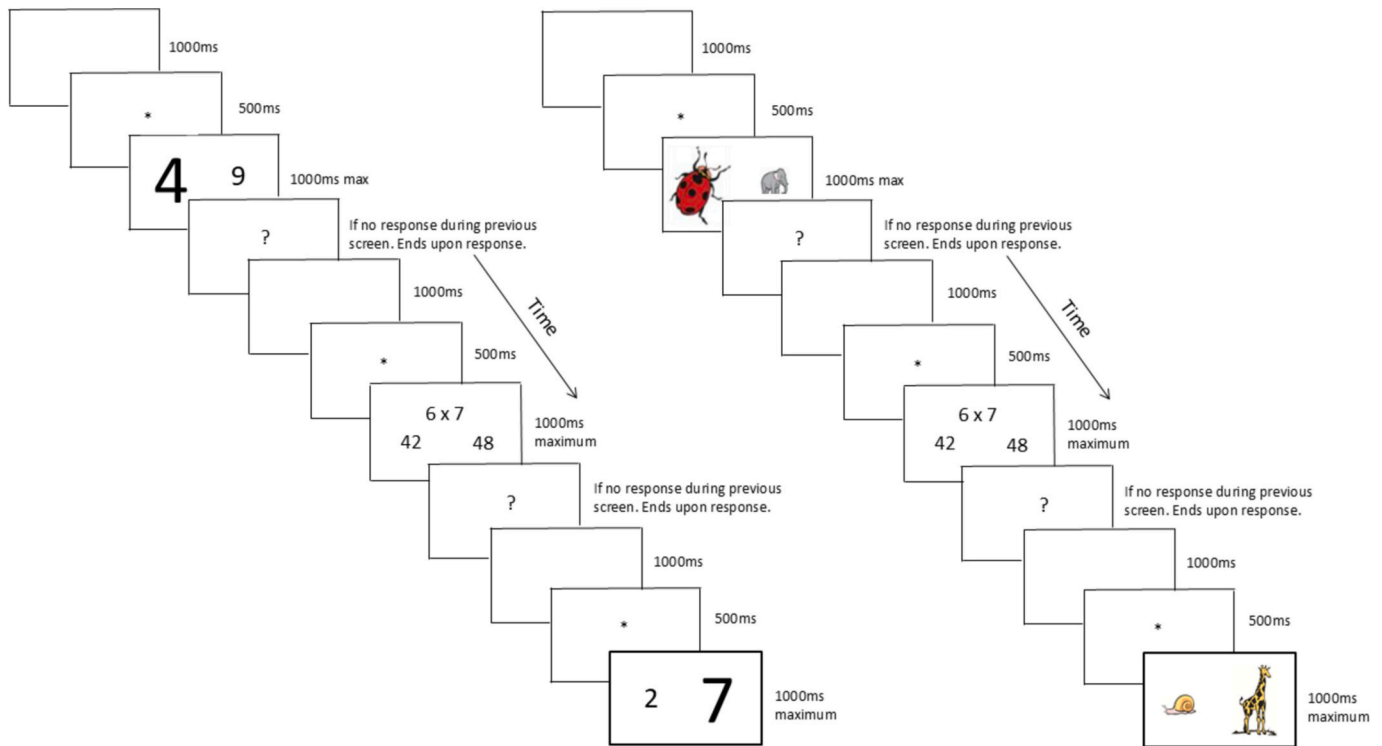 1000ms
*
500ms
4 9
1000ms max
?
If no response during previous
screen. Ends upon response.
Time
1000ms
*
500ms
6 x 7
42 48
1000ms
maximum
?
If no response during previous
screen. Ends upon response.
1000ms
*
500ms
2 7
1000ms
maximum
1000ms
*
500ms
1000ms max
?
If no response during previous
screen. Ends upon response.
Time
1000ms
*
500ms
6 x 7
42 48
1000ms
maximum
?
If no response during previous
screen. Ends upon response.
1000ms
*
500ms
1000ms
maximum